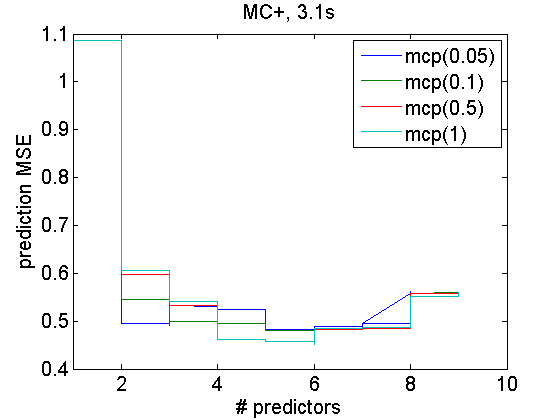 MC+, 3.1s
1.1
1
0.9
0.8
0.7
0.6
0.5
0.4
prediction MSE
mcp(0.05)
mcp(0.1)
mcp(0.5)
mcp(1)
2
4
6
8
10
# predictors